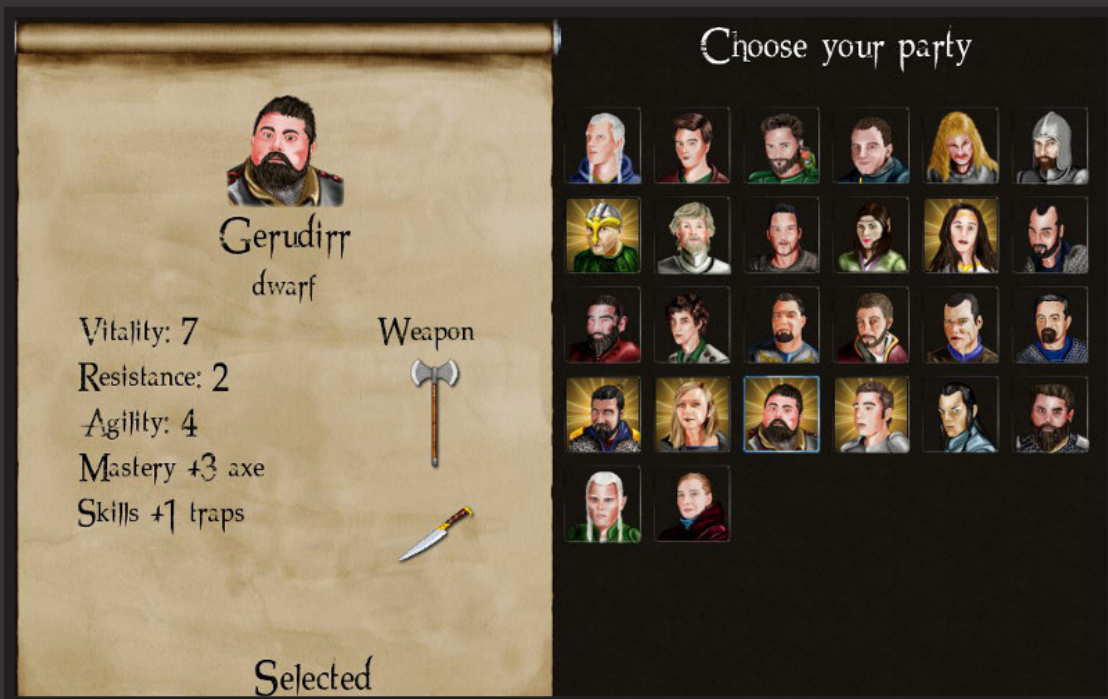 Choose your party
Gerudirr
dwarf
Vitality: 7
Weapon
Resistance: 2
Agility: 4
Mastery +3 axe
Skills +1 traps
Selected